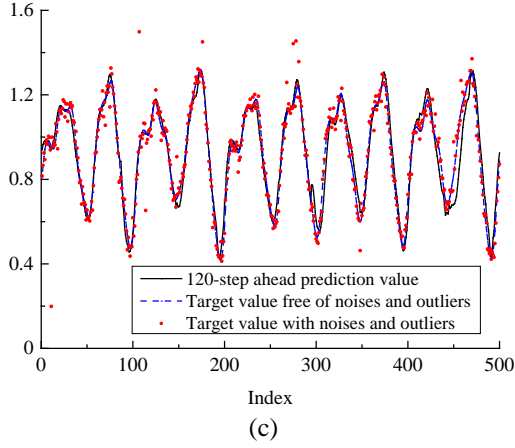 1.6
1.2
0.8
0.4
0
120-step ahead prediction value
Target value free of noises and outliers
Target value with noises and outliers
0 100 200 300 400 500
Index
(c)